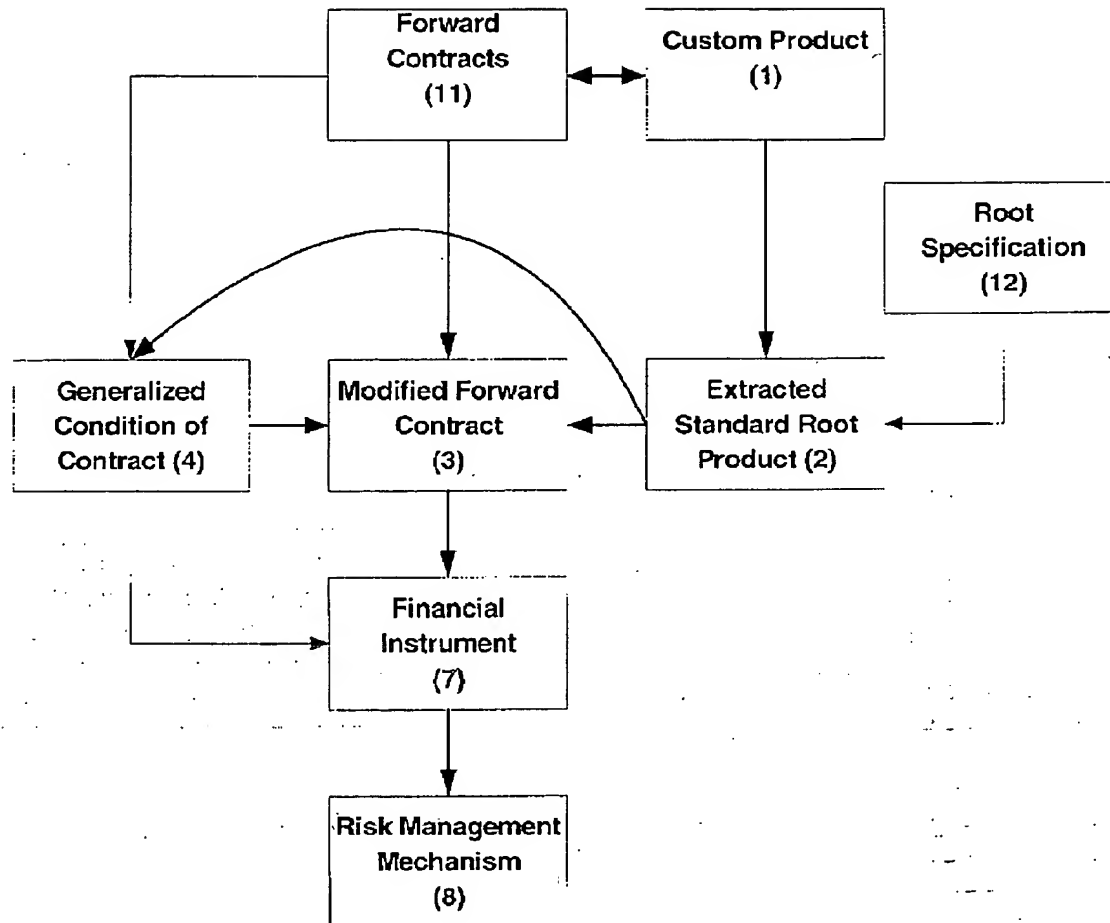 Forward
Contracts
(11)
Custom Product
(1)
Root
Specification
(12)
Generalized
Condition of
Contract (4)
Modified Forward
Contract
(3)
Extracted
Standard Root
Product (2)
Financial
Instrument
(7)
Risk Management
Mechanism
(8)